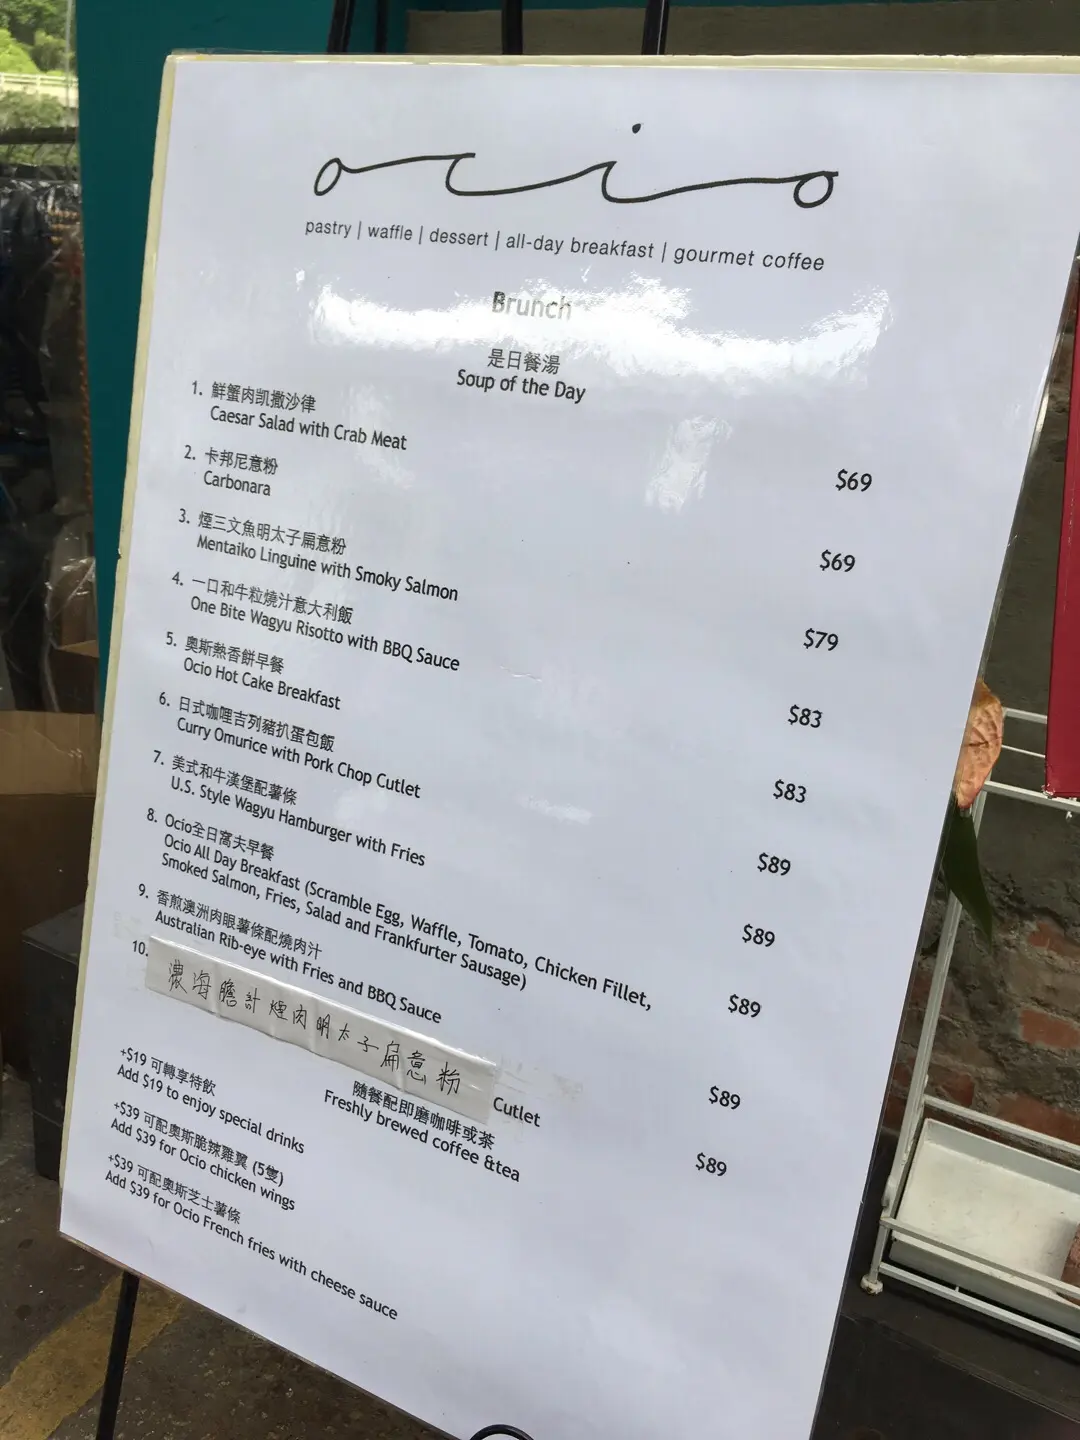 ocio
pastry | waffle | dessert | all-day breakfast | gourmet coffee
Brunch
是日餐湯
Soup of the Day
1. 鮮蟹肉凱撒沙律
Caesar Salad with Crab Meat
$69
2. 卡邦尼意粉
Carbonara
$69
3. 煙三文魚明太子扁意粉
Mentaiko Linguine with Smoky Salmon
$79
4. 一口和牛粒燒汁意大利飯
One Bite Wagyu Risotto with BBQ Sauce
$83
5. 奧斯熱香餅早餐
Ocio Hot Cake Breakfast
$83
6. 日式咖喱吉列豬扒蛋包飯
Curry Omurice with Pork Chop Cutlet
$89
7. 美式和牛漢堡配薯條
U.S. Style Wagyu Hamburger with Fries
$89
8. Ocio全日窩夫早餐
Ocio All Day Breakfast (Scramble Egg, Waffle, Tomato, Chicken Fillet,
Smoked Salmon, Fries, Salad and Frankfurter Sausage)
$89
9. 香煎澳洲肉眼薯條配燒肉汁
Australian Rib-eye with Fries and BBQ Sauce
$89
10. 濃海膽計煙肉明太子扁意粉
Cutlet
$89
隨餐配即磨咖啡或茶
Freshly brewed coffee &tea
+$19 可轉享特飲
Add $19 to enjoy special drinks
+$39 可配奧斯脆辣雞翼 (5隻)
Add $39 for Ocio chicken wings
+$39 可配奧斯芝士薯條
Add $39 for Ocio French fries with cheese sauce